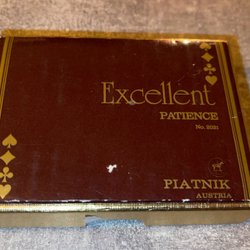 Excellent
PATIENCE
No. 2021
PIATNIK
AUSTRIA